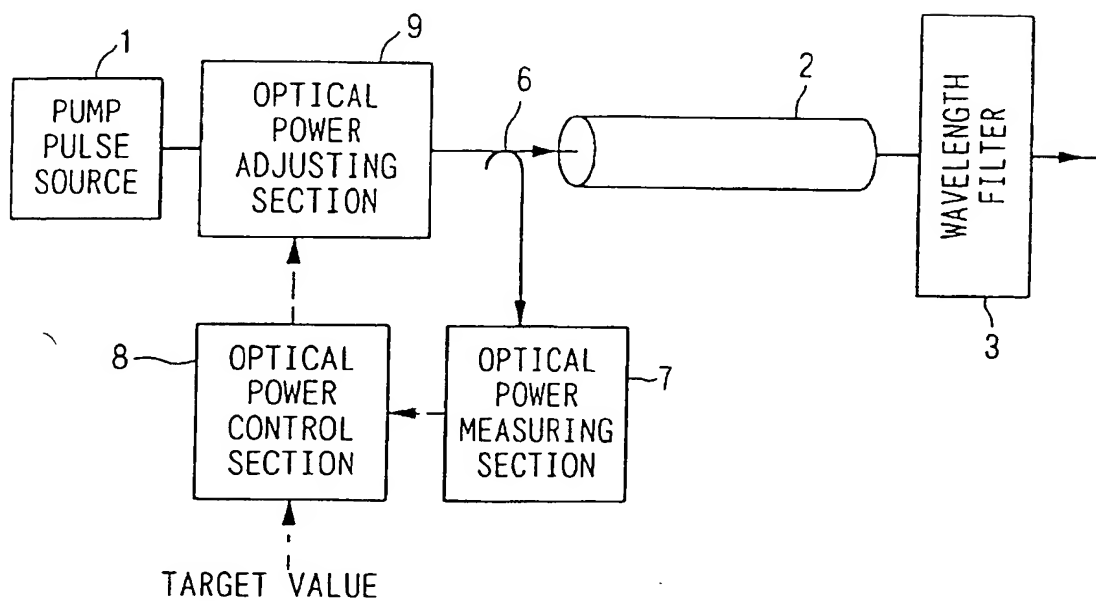 1
PUMP
PULSE
SOURCE
9
OPTICAL
POWER
ADJUSTING
SECTION
6
2
WAVELENGTH
FILTER
3
8
OPTICAL
POWER
CONTROL
SECTION
OPTICAL
POWER
MEASURING
SECTION
7
TARGET VALUE